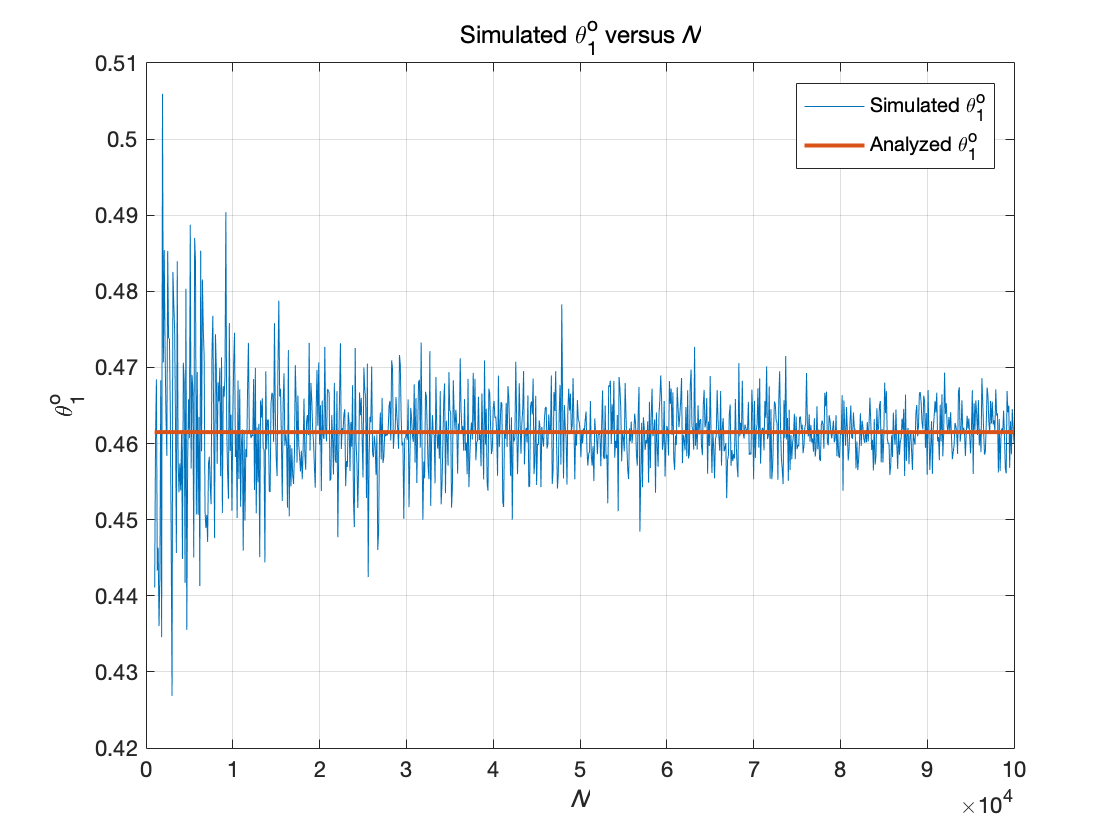 Simulated θ₁ᵒ versus N
0.51
0.5
0.49
0.48
0.47
0.46
0.45
0.44
0.43
0.42
θ₁ᵒ
Simulated θ₁ᵒ
Analyzed θ₁ᵒ
0 1 2 3 4 5 6 7 8 9 10
N
×10⁴